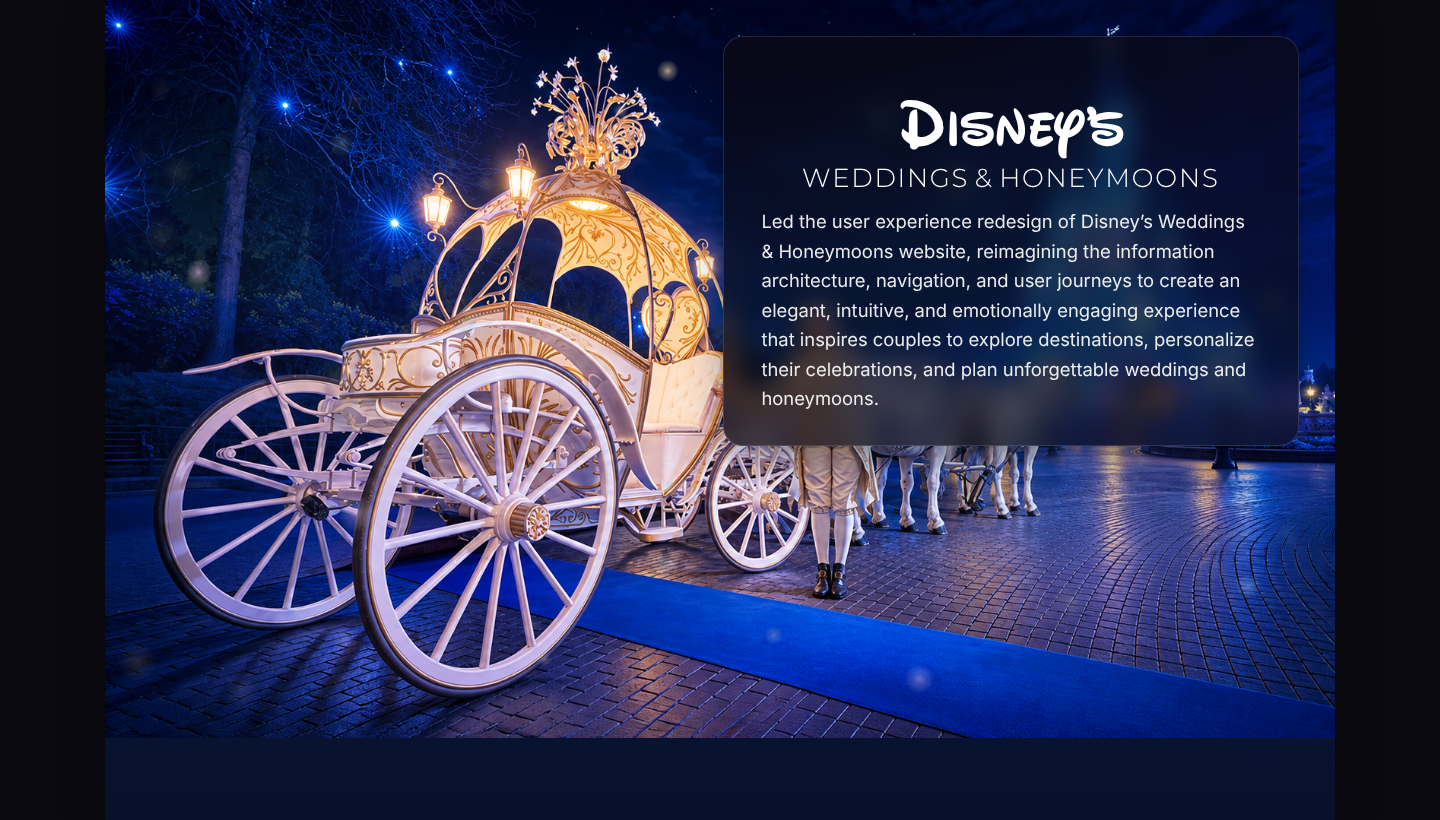 Disney's
WEDDINGS & HONEYMOONS
Led the user experience redesign of Disney’s Weddings
& Honeymoons website, reimagining the information
architecture, navigation, and user journeys to create an
elegant, intuitive, and emotionally engaging experience
that inspires couples to explore destinations, personalize
their celebrations, and plan unforgettable weddings and
honeymoons.